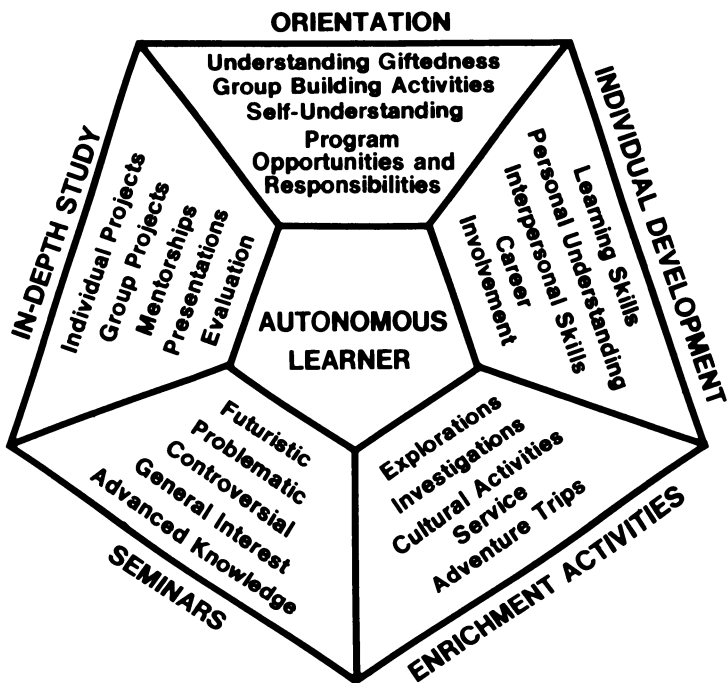 ORIENTATION
Understanding Giftedness
Group Building Activities
Self-Understanding
Program
Opportunities and
Responsibilities
INDIVIDUAL DEVELOPMENT
Learning Skills
Personal Understanding
Interpersonal Skills
Career
Involvement
ENRICHMENT ACTIVITIES
Explorations
Investigations
Cultural Activities
Service
Adventure Trips
SEMINARS
Futuristic
Problematic
Controversial
General Interest
Advanced Knowledge
IN-DEPTH STUDY
Individual Projects
Group Projects
Mentorships
Presentations
Evaluation
AUTONOMOUS
LEARNER